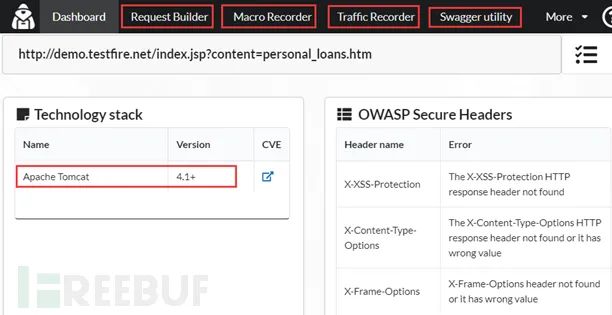 Dashboard Request Builder Macro Recorder Traffic Recorder Swagger utility More
http://demo.testfire.net/index.jsp?content=personal_loans.htm
Technology stack
Name Version CVE
Apache Tomcat 4.1+
OWASP Secure Headers
Header name Error
X-XSS-Protection The X-XSS-Protection HTTP
response header not found
X-Content-Type- The X-Content-Type-Options HTTP
Options response header not found or it has
wrong value
X-Frame-Options X-Frame-Options header not found
or it has wrong value
FREEBUF